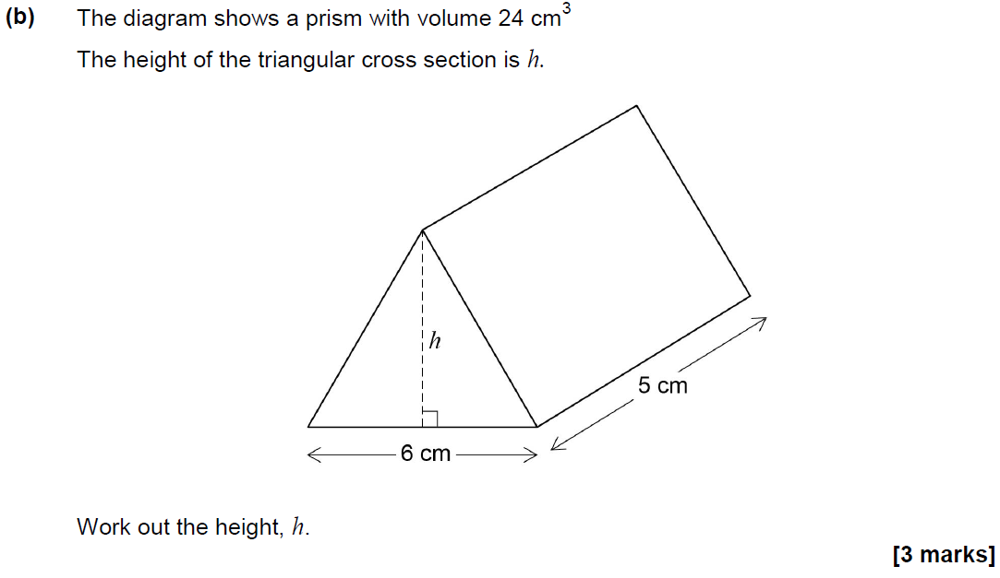 (b) The diagram shows a prism with volume 24 cm³
The height of the triangular cross section is h.
h
5 cm
6 cm
Work out the height, h.
[3 marks]